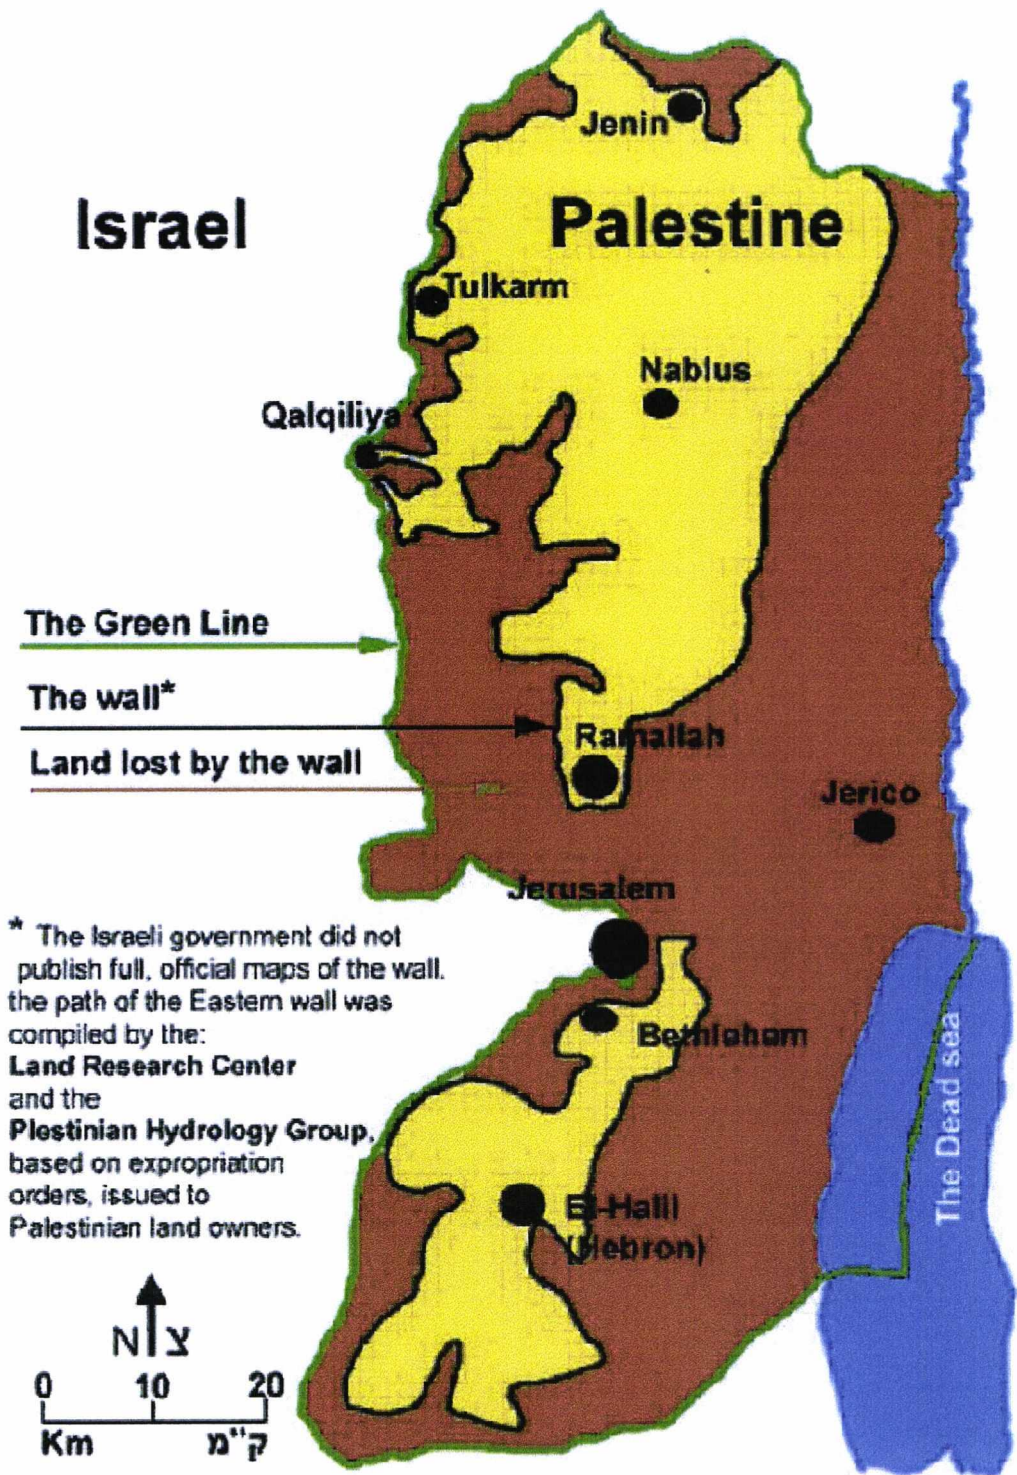 Jenin
Israel
Palestine
Tulkarm
Nablus
Qalqiliya
The Green Line
The wall*
Ramallah
Land lost by the wall
Jerico
Jerusalem
* The Israeli government did not
publish full, official maps of the wall.
the path of the Eastern wall was
compiled by the:
Land Research Center
and the
Plestinian Hydrology Group,
based on expropriation
orders, issued to
Palestinian land owners.
Bethlehem
The Dead sea
El-Halil
(Hebron)
N צ
0 10 20
Km ק"מ